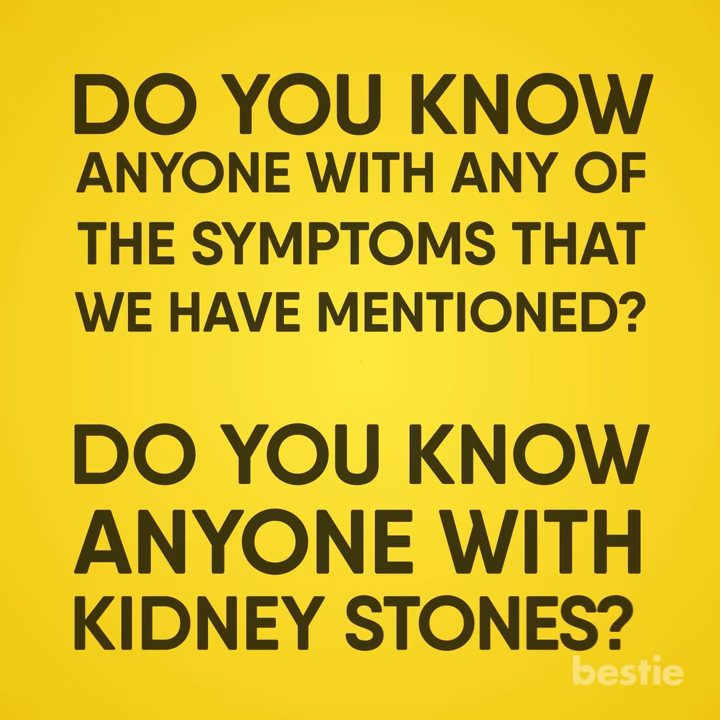 DO YOU KNOW
ANYONE WITH ANY OF
THE SYMPTOMS THAT
WE HAVE MENTIONED?
DO YOU KNOW
ANYONE WITH
KIDNEY STONES?
bestie